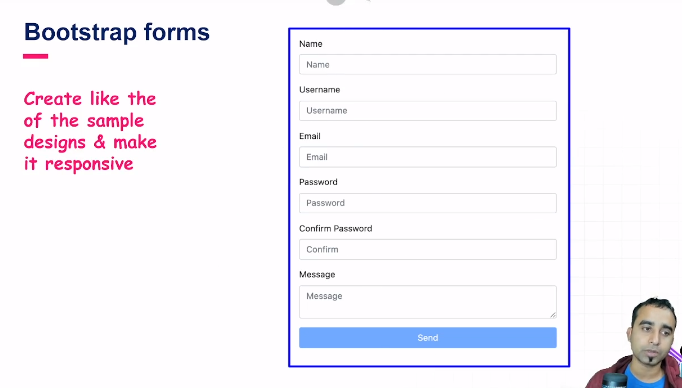 Bootstrap forms
Create like the
of the sample
designs & make
it responsive
Name
Name
Username
Username
Email
Email
Password
Password
Confirm Password
Confirm
Message
Message
Send